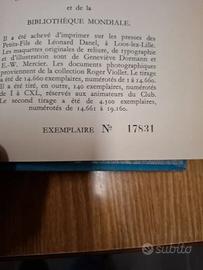 et de la
BIBLIOTHÈQUE MONDIALE.
Il a été achevé d'imprimer sur les presses des
Petits-Fils de Léonard Danel, à Loos-lez-Lille.
Les maquettes originales de reliure, de typographie
et d'illustration sont de Geneviève Dormann et
E.-W. Mercier. Les documents photographiques
proviennent de la collection Roger Viollet. Le tirage
a été de 14.660 exemplaires, numérotés de 1 à 14.660.
Il a été tiré, en outre, 140 exemplaires, numérotés
de I à CXL, réservés aux animateurs du Club.
Le second tirage a été de 4.500 exemplaires,
numérotés de 14.661 à 19.160.
EXEMPLAIRE N° 17831
subito